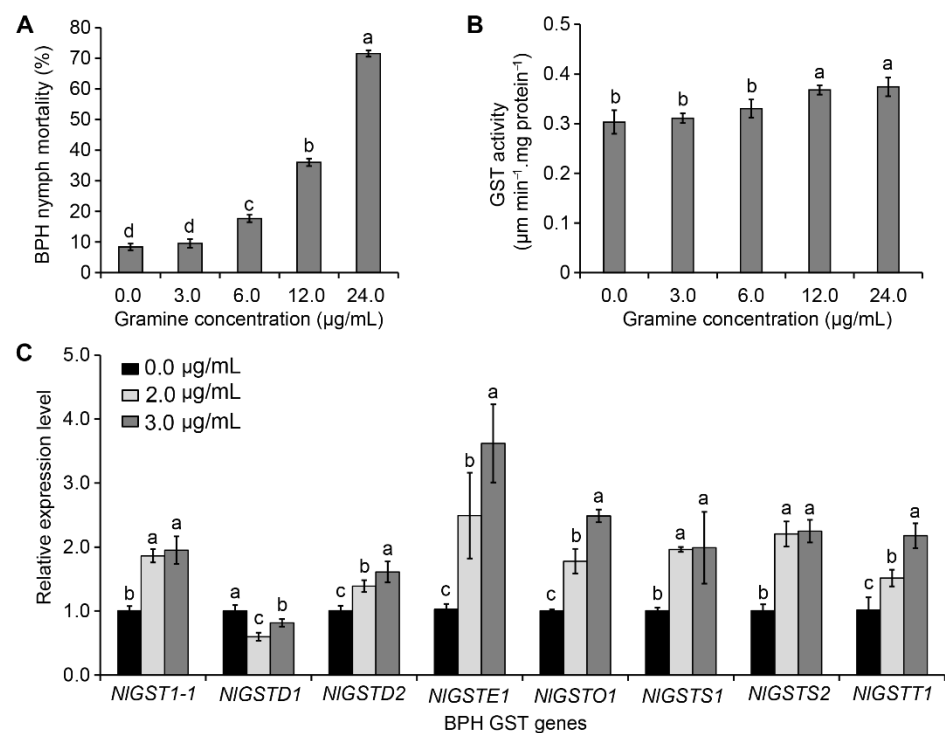 A
BPH nymph mortality (%)
80
70
60
50
40
30
20
10
0
d
d
c
b
a
0.0 3.0 6.0 12.0 24.0
Gramine concentration (µg/mL)
B
GST activity
(µm min⁻¹.mg protein⁻¹)
0.5
0.4
0.3
0.2
0.1
0
b
b
b
a
a
0.0 3.0 6.0 12.0 24.0
Gramine concentration (µg/mL)
C
Relative expression level
5.0
4.0
3.0
2.0
1.0
0.0
0.0 µg/mL
2.0 µg/mL
3.0 µg/mL
b a a
a c b
c b a
c b a
c b a
b a a
b a a
c b a
NlGST1-1 NlGSTD1 NlGSTD2 NlGSTE1 NlGSTO1 NlGSTS1 NlGSTS2 NlGSTT1
BPH GST genes